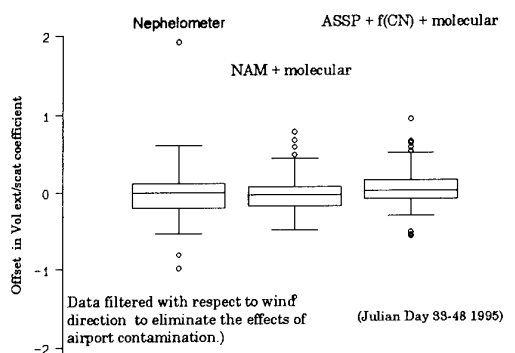 Nephelometer
ASSP + f(CN) + molecular
NAM + molecular
Offset in Vol ext/scat coefficient
2
1
0
-1
-2
Data filtered with respect to wind
direction to eliminate the effects of
airport contamination.)
(Julian Day 33-48 1995)